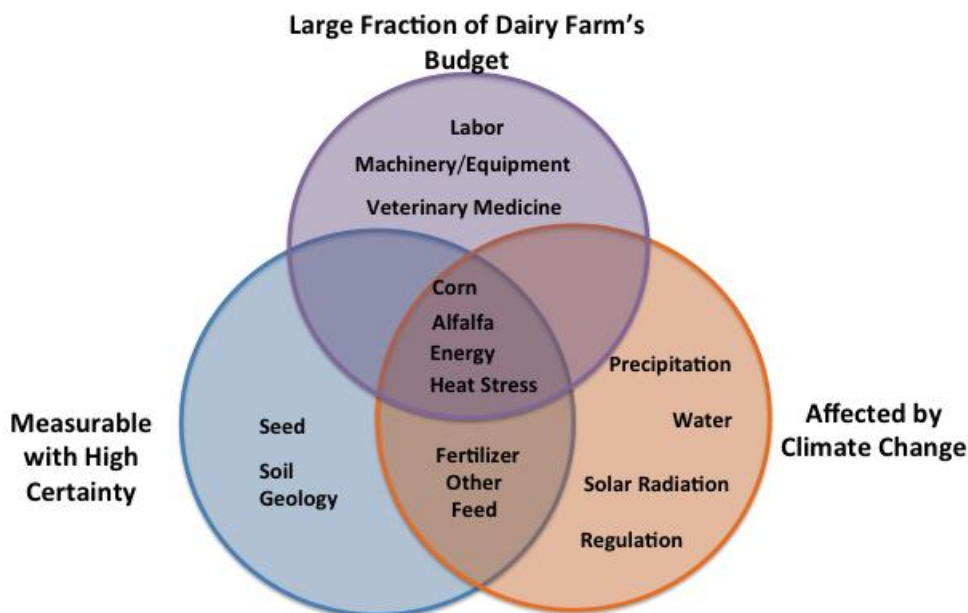 Large Fraction of Dairy Farm's
Budget
Labor
Machinery/Equipment
Veterinary Medicine
Corn
Alfalfa
Energy
Heat Stress
Precipitation
Water
Solar Radiation
Regulation
Measurable
with High
Certainty
Seed
Soil
Geology
Fertilizer
Other
Feed
Affected by
Climate Change